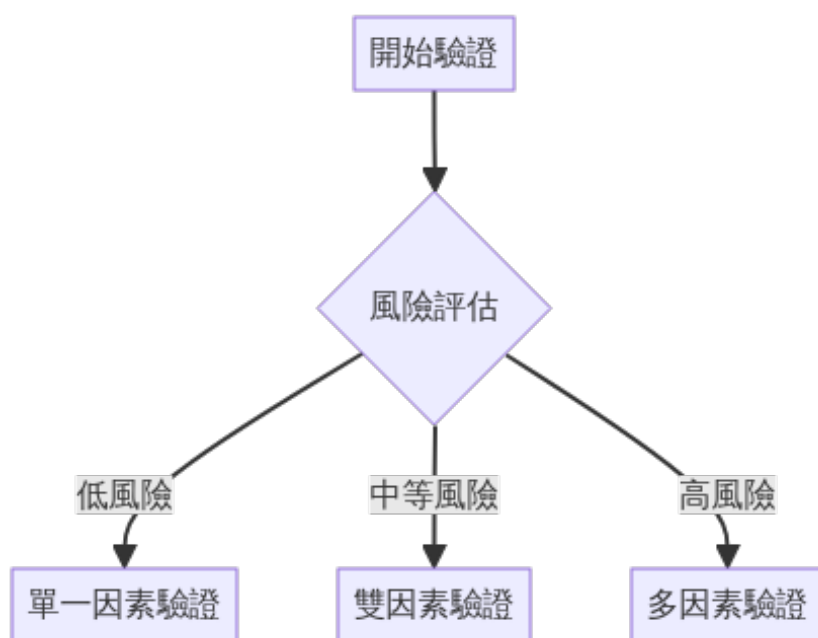 開始驗證
風險評估
低風險
中等風險
高風險
單一因素驗證
雙因素驗證
多因素驗證